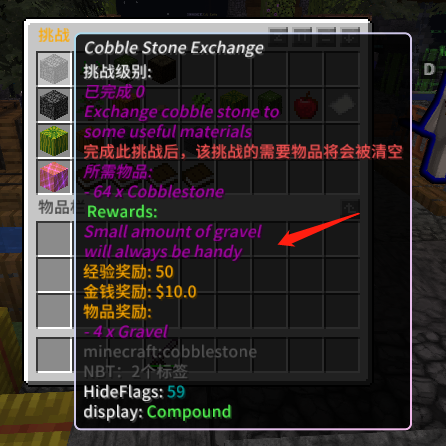 挑战
Cobble Stone Exchange
挑战级别:
已完成 0
Exchange cobble stone to
some useful materials
完成此挑战后，该挑战的需要物品将会被清空
所需物品:
- 64 x Cobblestone
物品栏
Rewards:
Small amount of gravel
will always be handy
经验奖励: 50
金钱奖励: $10.0
物品奖励:
- 4 x Gravel
minecraft:cobblestone
NBT: 2个标签
HideFlags: 59
display: Compound
D